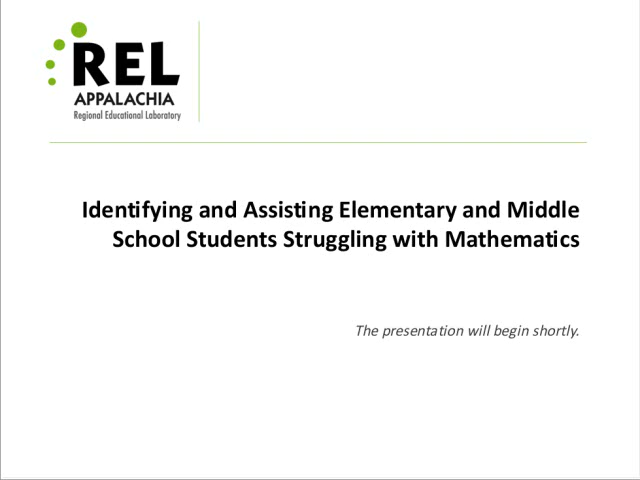 REL
APPALACHIA
Regional Educational Laboratory
Identifying and Assisting Elementary and Middle
School Students Struggling with Mathematics
The presentation will begin shortly.